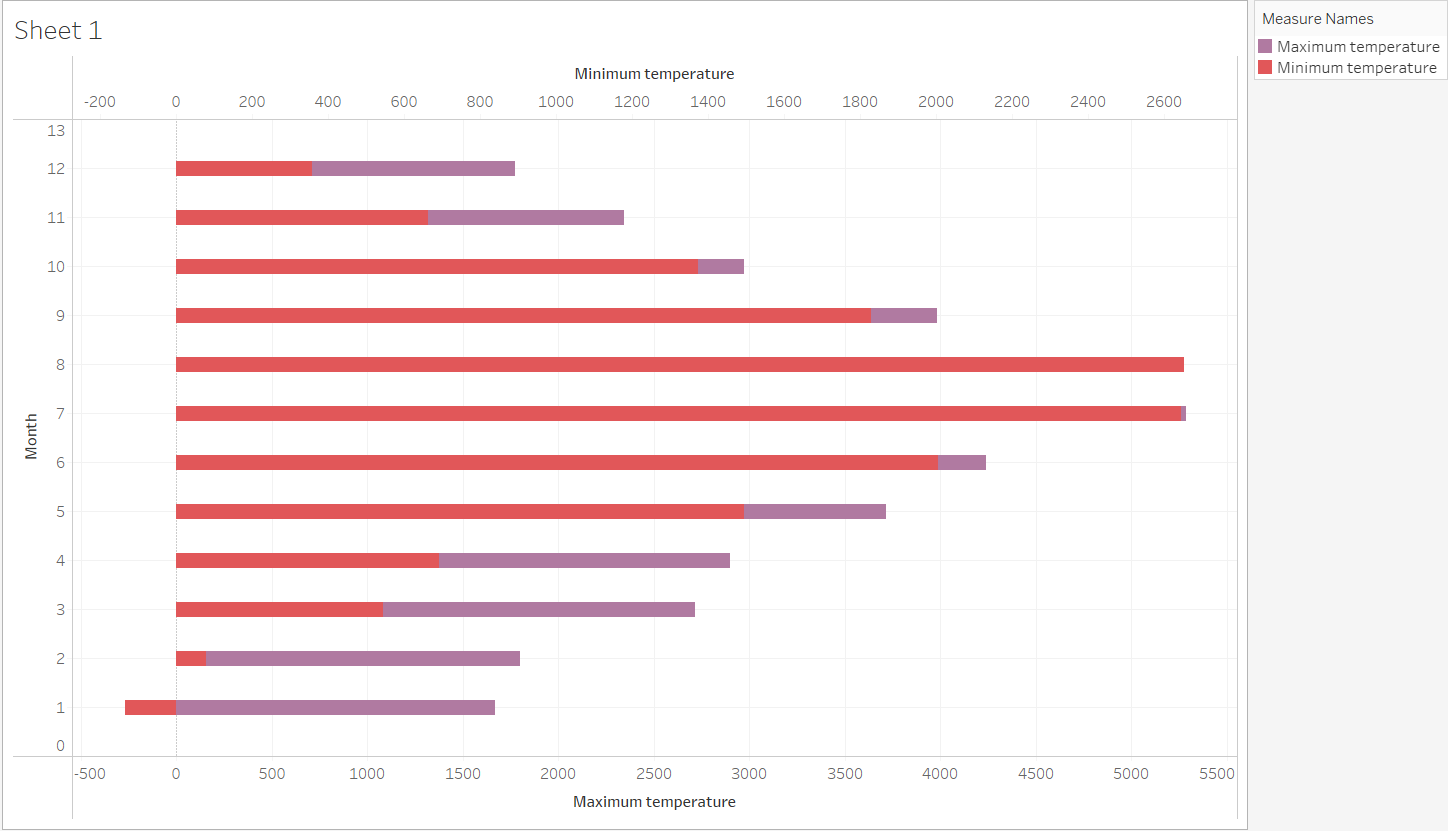 Sheet 1
Measure Names
Maximum temperature
Minimum temperature
Minimum temperature
-200 0 200 400 600 800 1000 1200 1400 1600 1800 2000 2200 2400 2600
13
12
11
10
9
8
7
6
5
4
3
2
1
0
Month
-500 0 500 1000 1500 2000 2500 3000 3500 4000 4500 5000 5500
Maximum temperature